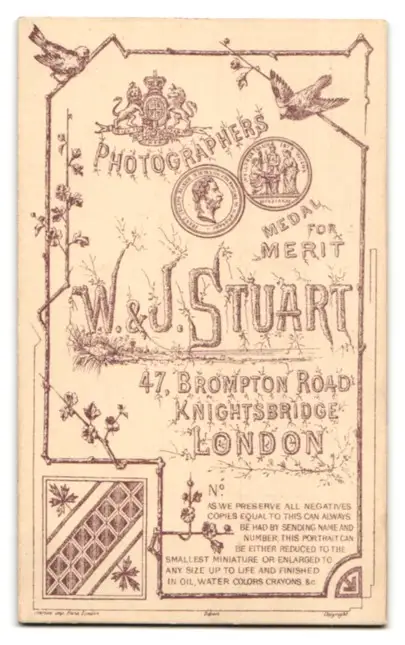 PHOTOGRAPHERS
MEDAL
FOR
MERIT
W. & J. STUART
47, BROMPTON ROAD
KNIGHTSBRIDGE
LONDON
No
AS WE PRESERVE ALL NEGATIVES
COPIES EQUAL TO THIS CAN ALWAYS
BE HAD BY SENDING NAME AND
NUMBER, THIS PORTRAIT CAN
BE EITHER REDUCED TO THE
SMALLEST MINIATURE OR ENLARGED TO
ANY SIZE UP TO LIFE AND FINISHED
IN OIL, WATER COLORS CRAYONS, &c.
Copyright